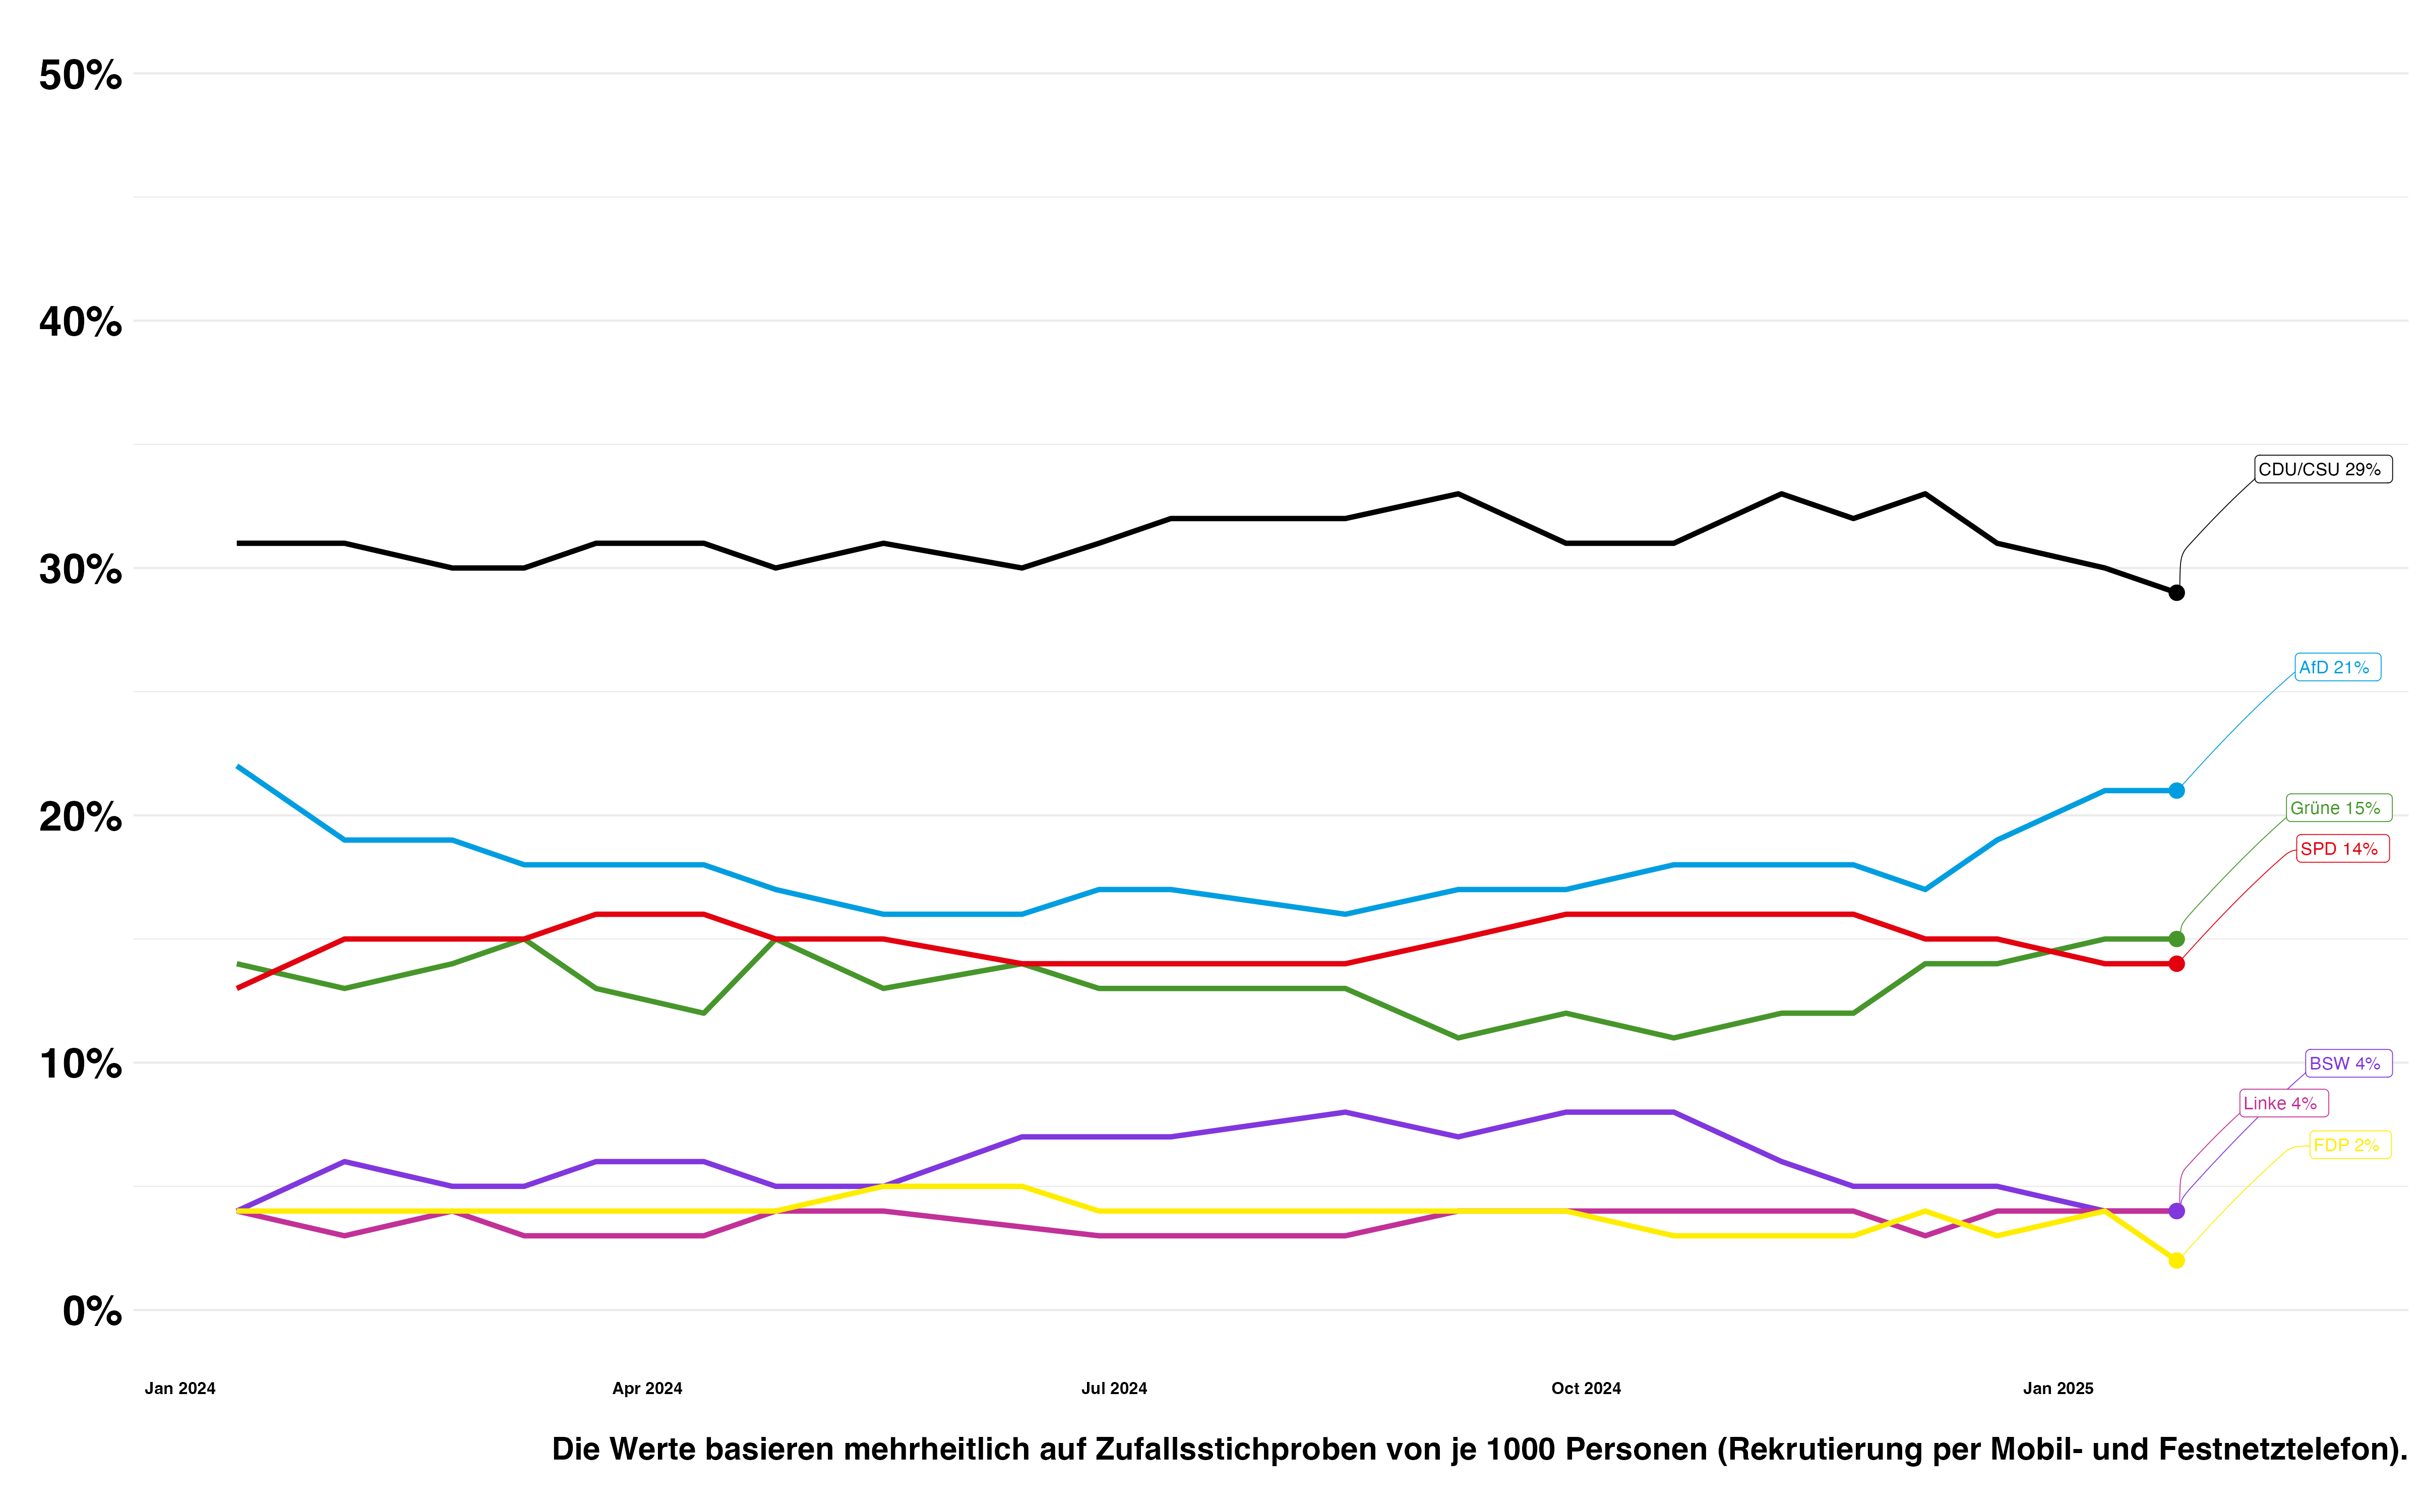 50%
40%
CDU/CSU 29%
30%
AfD 21%
Grüne 15%
20%
SPD 14%
BSW 4%
10%
Linke 4%
FDP 2%
0%
Jan 2024 Apr 2024 Jul 2024 Oct 2024 Jan 2025
Die Werte basieren mehrheitlich auf Zufallsstichproben von je 1000 Personen (Rekrutierung per Mobil- und Festnetztelefon).